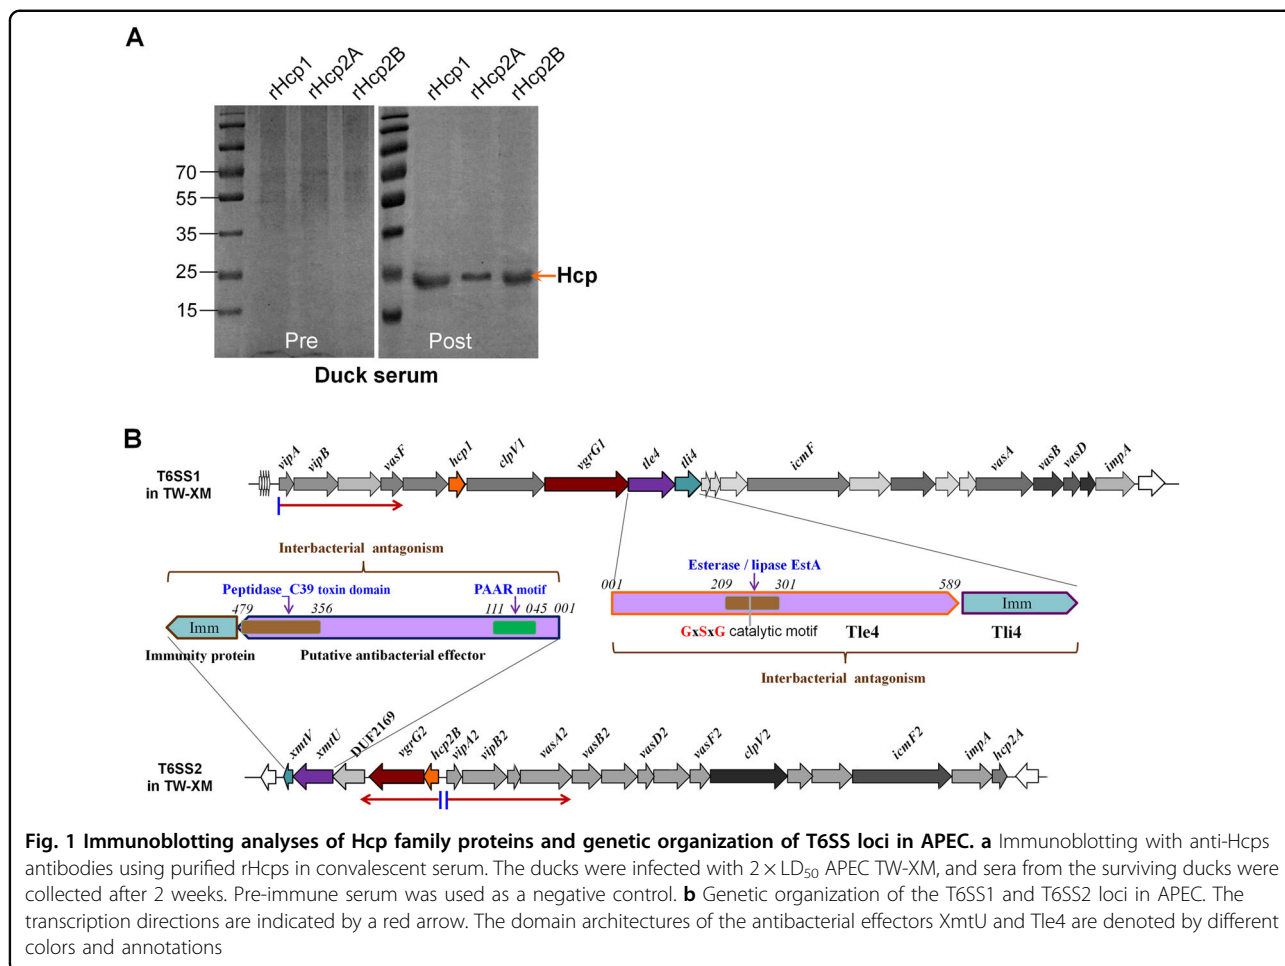 A
rHcp1 rHcp2A rHcp2B rHcp1 rHcp2A rHcp2B
70
55
35
25
15
Hcp
Pre Post
Duck serum
B
vipA vipB vasF hcp1 clpV1 vgrG1 tle4 tli4 icmF vasA vasB vasD impA
T6SS1
in TW-XM
Interbacterial antagonism
Peptidase_C39 toxin domain PAAR motif
479 356 111 045 001
Imm
Immunity protein Putative antibacterial effector
Esterase / lipase EstA
001 209 301 589
Imm
GxSxG catalytic motif Tle4 Tli4
Interbacterial antagonism
xmtV xmtU DUF2169 vgrG2 hcp2B vipA2 vipB2 vasA2 vasB2 vasD2 vasF2 clpV2 icmF2 impA hcp2A
T6SS2
in TW-XM
Fig. 1 Immunoblotting analyses of Hcp family proteins and genetic organization of T6SS loci in APEC. a Immunoblotting with anti-Hcps
antibodies using purified rHcps in convalescent serum. The ducks were infected with 2 × LD50 APEC TW-XM, and sera from the surviving ducks were
collected after 2 weeks. Pre-immune serum was used as a negative control. b Genetic organization of the T6SS1 and T6SS2 loci in APEC. The
transcription directions are indicated by a red arrow. The domain architectures of the antibacterial effectors XmtU and Tle4 are denoted by different
colors and annotations